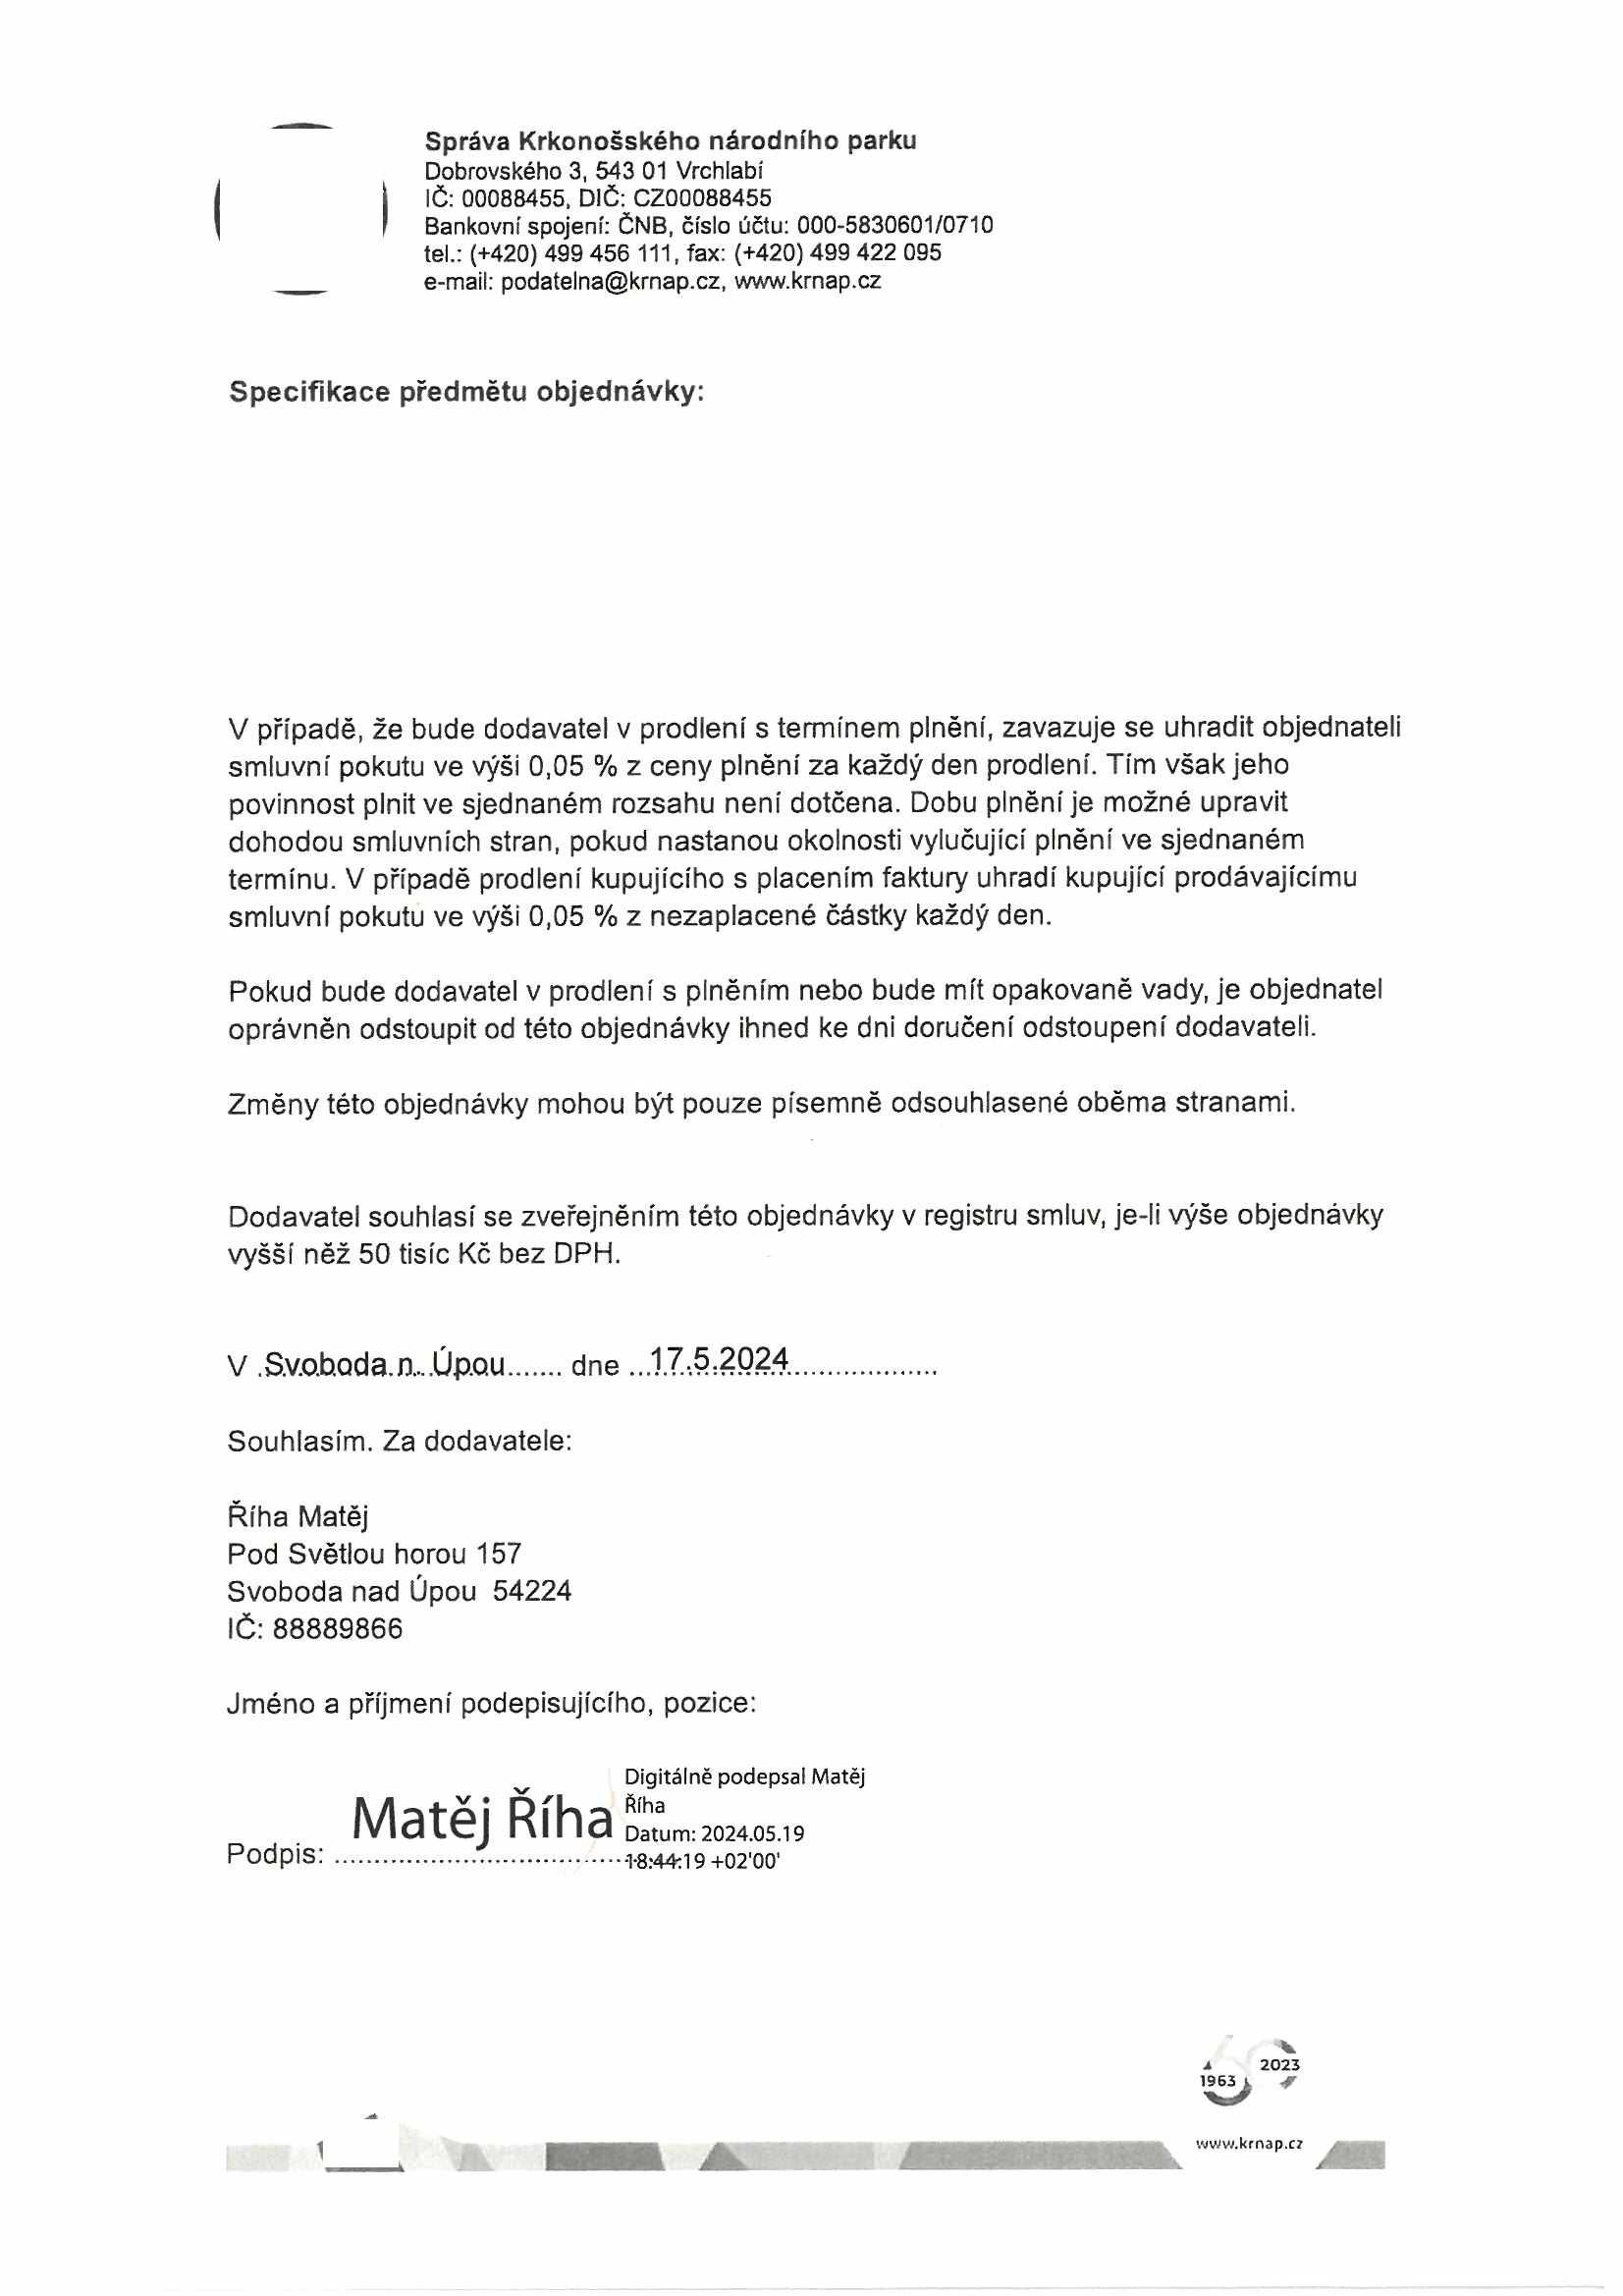 Správa Krkonošského národního parku
Dobrovského 3, 543 01 Vrchlabí
IČ: 00088455, DIČ: CZ00088455
Bankovní spojení: ČNB, číslo účtu: 000-5830601/0710
tel.: (+420) 499 456 111, fax: (+420) 499 422 095
e-mail: podatelna@krnap.cz, www.krnap.cz
Specifikace předmětu objednávky:
V případě, že bude dodavatel v prodlení s termínem plnění, zavazuje se uhradit objednateli
smluvní pokutu ve výši 0,05 % z ceny plnění za každý den prodlení. Tím však jeho
povinnost plnit ve sjednaném rozsahu není dotčena. Dobu plnění je možné upravit
dohodou smluvních stran, pokud nastanou okolnosti vylučující plnění ve sjednaném
termínu. V případě prodlení kupujícího s placením faktury uhradí kupující prodávajícímu
smluvní pokutu ve výši 0,05 % z nezaplacené částky každý den.
Pokud bude dodavatel v prodlení s plněním nebo bude mít opakovaně vady, je objednatel
oprávněn odstoupit od této objednávky ihned ke dni doručení odstoupení dodavateli.
Změny této objednávky mohou být pouze písemně odsouhlasené oběma stranami.
Dodavatel souhlasí se zveřejněním této objednávky v registru smluv, je-li výše objednávky
vyšší něž 50 tisíc Kč bez DPH.
V .Svoboda n. Úpou....... dne ...17.5.2024...................
Souhlasím. Za dodavatele:
Říha Matěj
Pod Světlou horou 157
Svoboda nad Úpou 54224
IČ: 88889866
Jméno a příjmení podepisujícího, pozice:
Digitálně podepsal Matěj
Říha
Datum: 2024.05.19
18:44:19 +02'00'
Podpis: Matěj Říha
1963 2023
www.krnap.cz